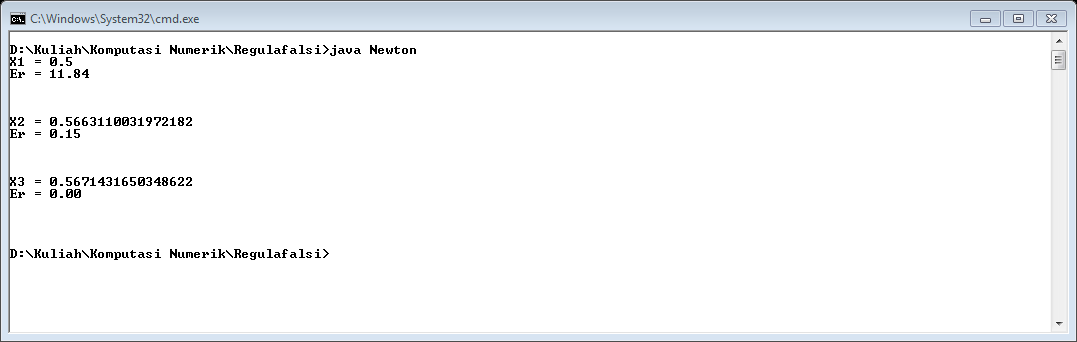 C:\Windows\System32\cmd.exe
D:\Kuliah\Komputasi Numerik\Regulafalsi>java Newton
X1 = 0.5
Er = 11.84
X2 = 0.5663110031972182
Er = 0.15
X3 = 0.5671431650348622
Er = 0.00
D:\Kuliah\Komputasi Numerik\Regulafalsi>